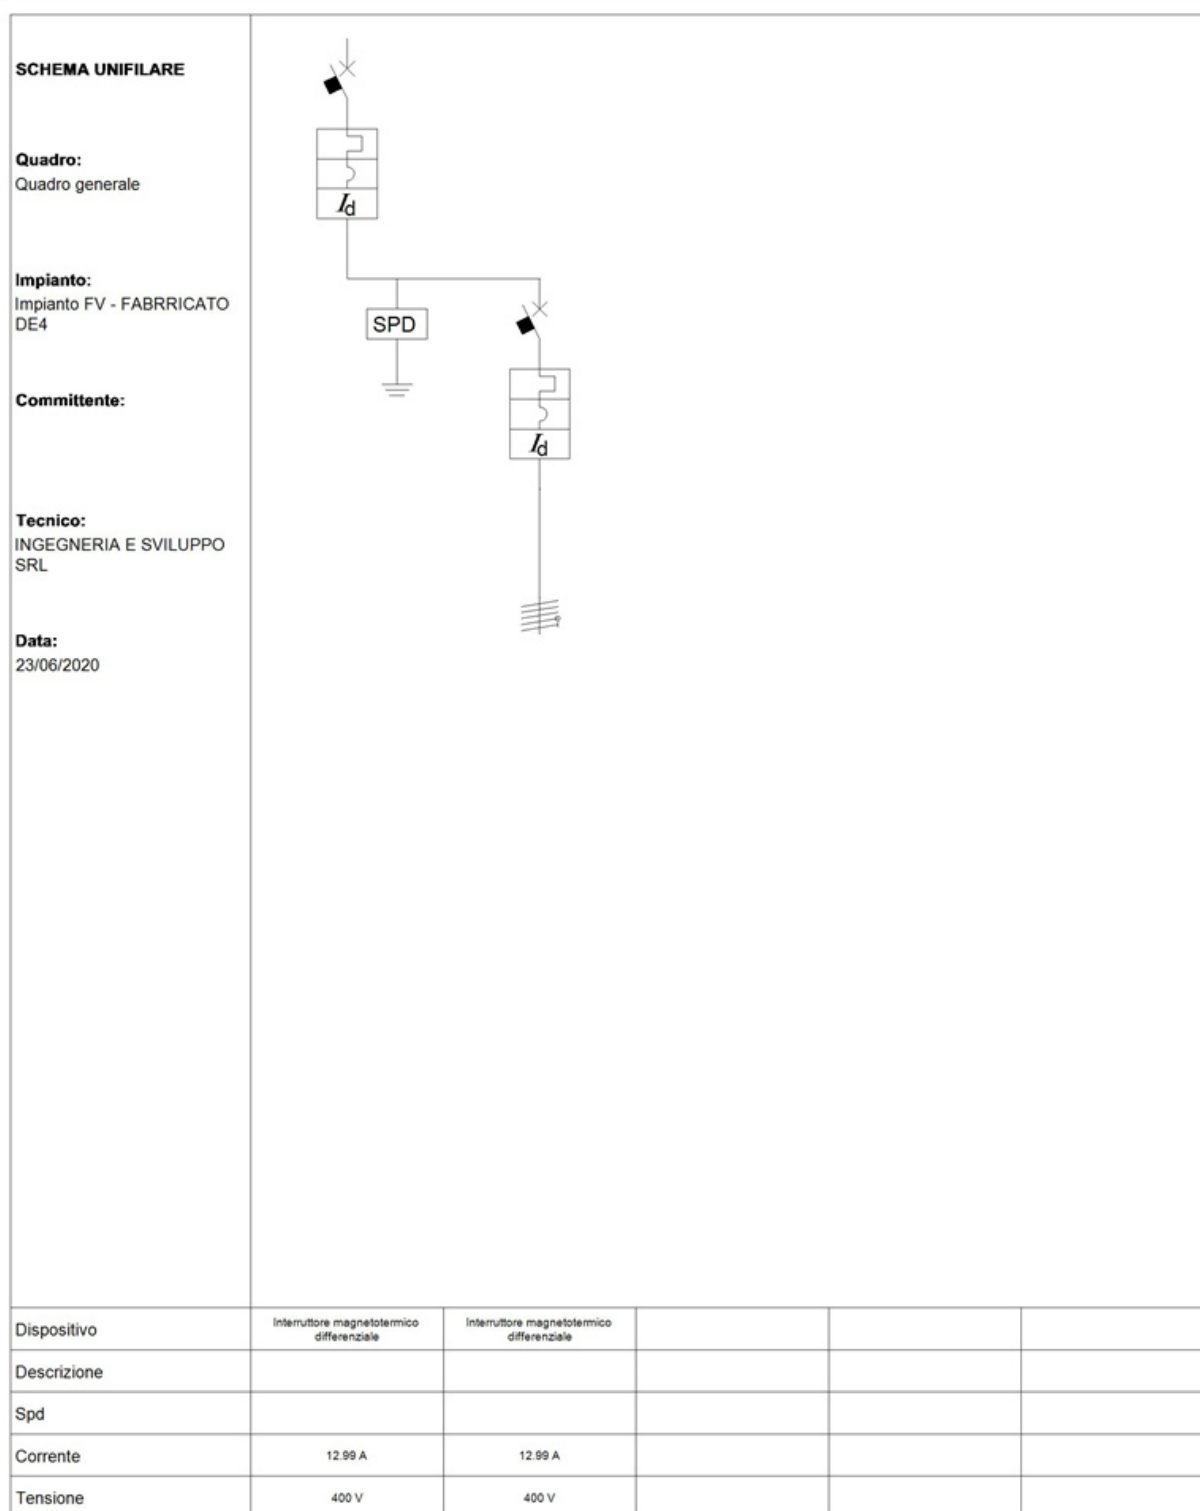 SCHEMA UNIFILARE
Quadro:
Quadro generale
Impianto:
Impianto FV - FABRRICATO
DE4
Committente:
Tecnico:
INGEGNERIA E SVILUPPO
SRL
Data:
23/06/2020
Id
SPD
Id
Dispositivo
Interruttore magnetotermico
differenziale
Interruttore magnetotermico
differenziale
Descrizione
Spd
Corrente
12.99 A
12.99 A
Tensione
400 V
400 V